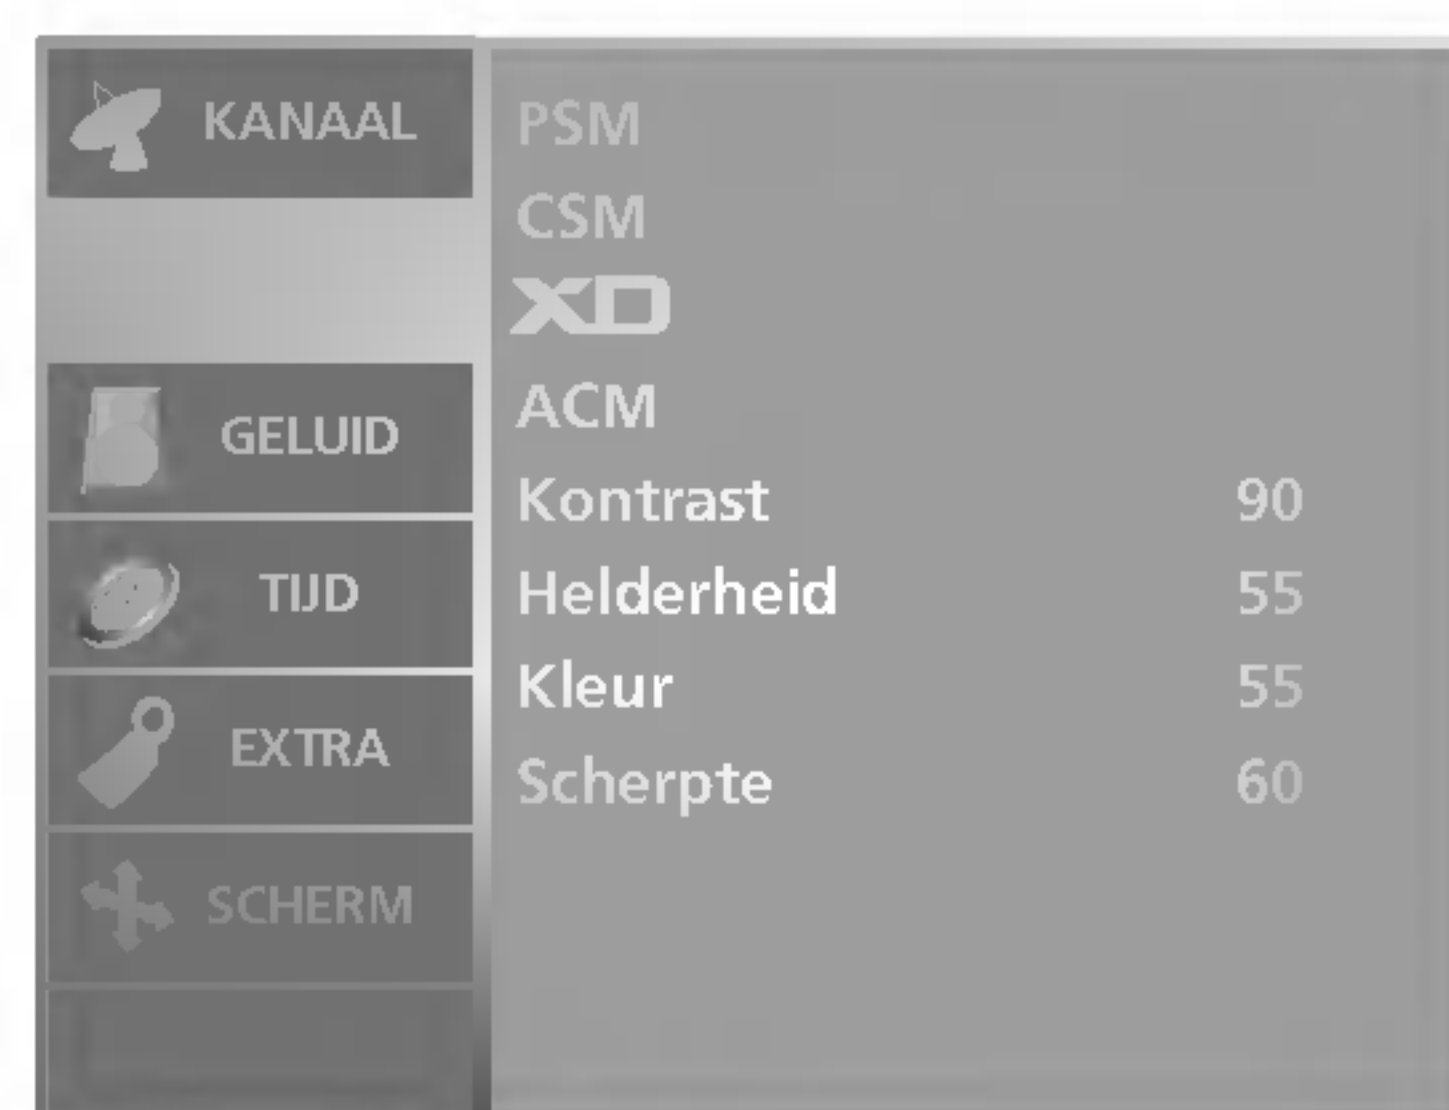 KANAAL
GELUID
TIJD
EXTRA
SCHERM
PSM
CSM
XD
ACM
Kontrast 90
Helderheid 55
Kleur 55
Scherpte 60